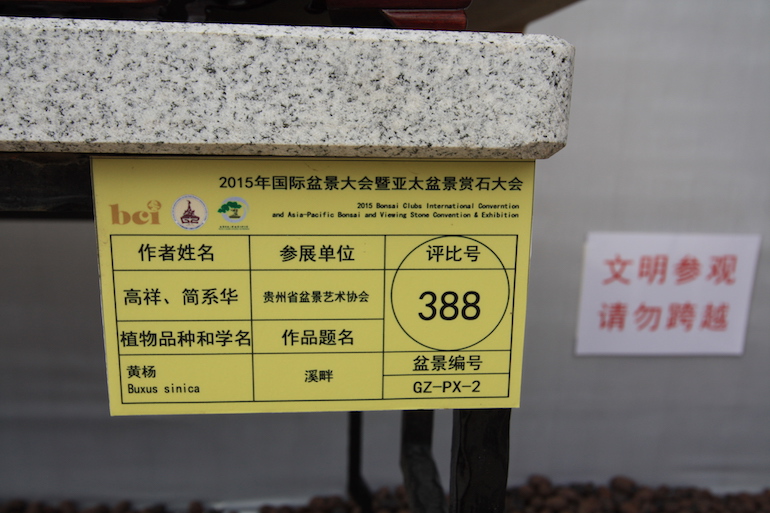 2015年国际盆景大会暨亚太盆景赏石大会
bci
2015 Bonsai Clubs International Converntion
and Asia-Pacific Bonsai and Viewing Stone Convention & Exhibition
作者姓名 参展单位 评比号
高祥、简系华 贵州省盆景艺术协会 388
植物品种和学名 作品题名
盆景编号
黄杨 溪畔
Buxus sinica GZ-PX-2
文明参观
请勿跨越